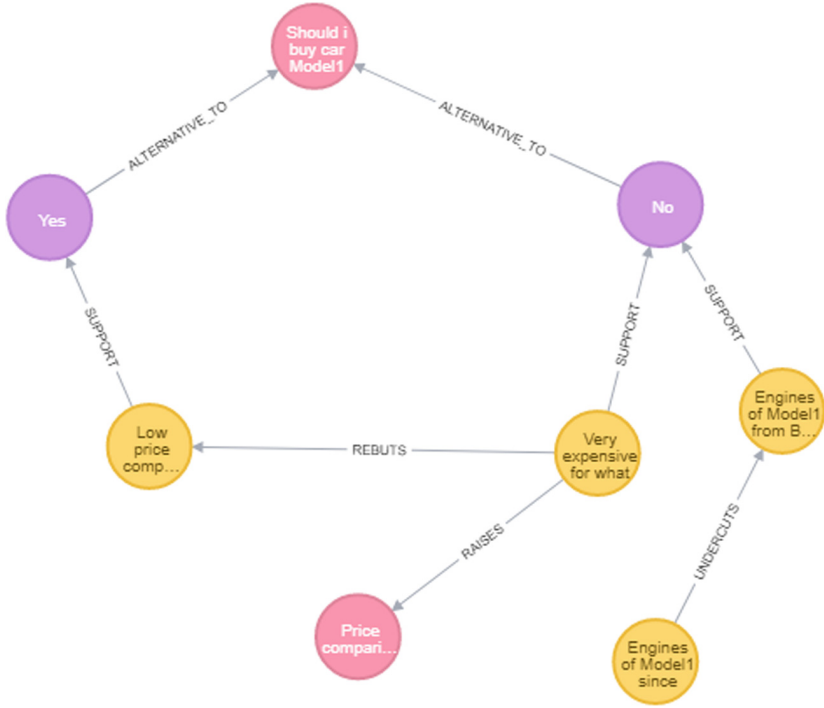 Should i
buy car
Model1
ALTERNATIVE_TO
ALTERNATIVE_TO
Yes
No
SUPPORT
SUPPORT
SUPPORT
Engines
of Model1
from B...
Low
price
comp...
REBUTS
Very
expensive
for what
RAISES
UNDERCUTS
Price
compari...
Engines
of Model1
since